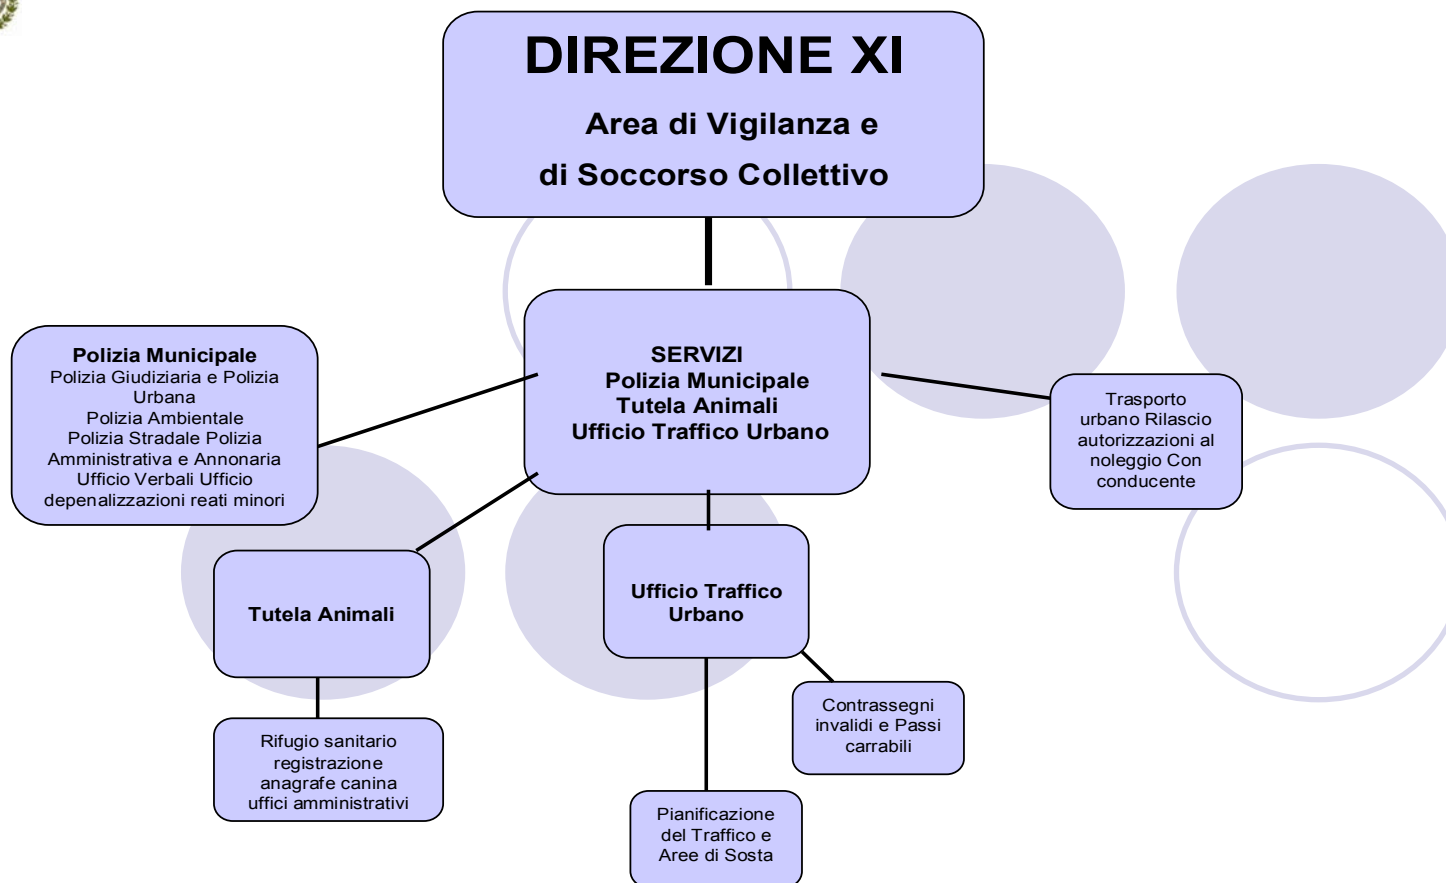 DIREZIONE XI
Area di Vigilanza e
di Soccorso Collettivo
SERVIZI
Polizia Municipale
Tutela Animali
Ufficio Traffico Urbano
Polizia Municipale
Polizia Giudiziaria e Polizia
Urbana
Polizia Ambientale
Polizia Stradale Polizia
Amministrativa e Annonaria
Ufficio Verbali Ufficio
depenalizzazioni reati minori
Trasporto
urbano Rilascio
autorizzazioni al
noleggio Con
conducente
Tutela Animali
Ufficio Traffico
Urbano
Rifugio sanitario
registrazione
anagrafe canina
uffici amministrativi
Contrassegni
invalidi e Passi
carrabili
Pianificazione
del Traffico e
Aree di Sosta